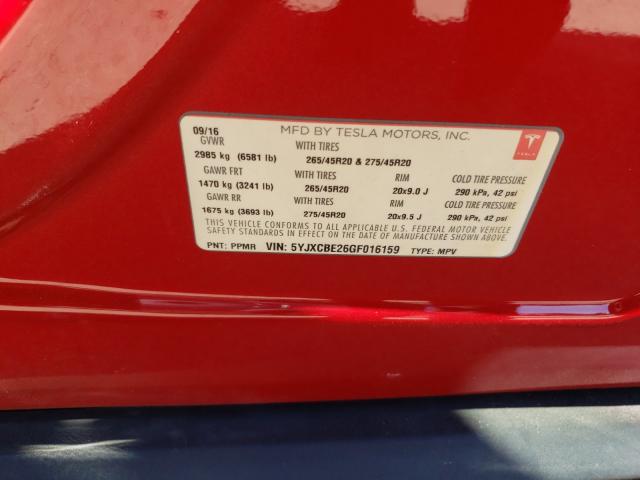 09/16 MFD BY TESLA MOTORS, INC.
GVWR WITH TIRES
2985 kg (6581 lb) 265/45R20 & 275/45R20
GAWR FRT WITH TIRES RIM COLD TIRE PRESSURE
1470 kg (3241 lb) 265/45R20 20x9.0 J 290 kPa, 42 psi
GAWR RR WITH TIRES RIM COLD TIRE PRESSURE
1675 kg (3693 lb) 275/45R20 20x9.5 J 290 kPa, 42 psi
THIS VEHICLE CONFORMS TO ALL APPLICABLE U.S. FEDERAL MOTOR VEHICLE
SAFETY STANDARDS IN EFFECT ON THE DATE OF MANUFACTURE SHOWN ABOVE.
PNT: PPMR VIN: 5YJXCBE26GF016159 TYPE: MPV
TESLA